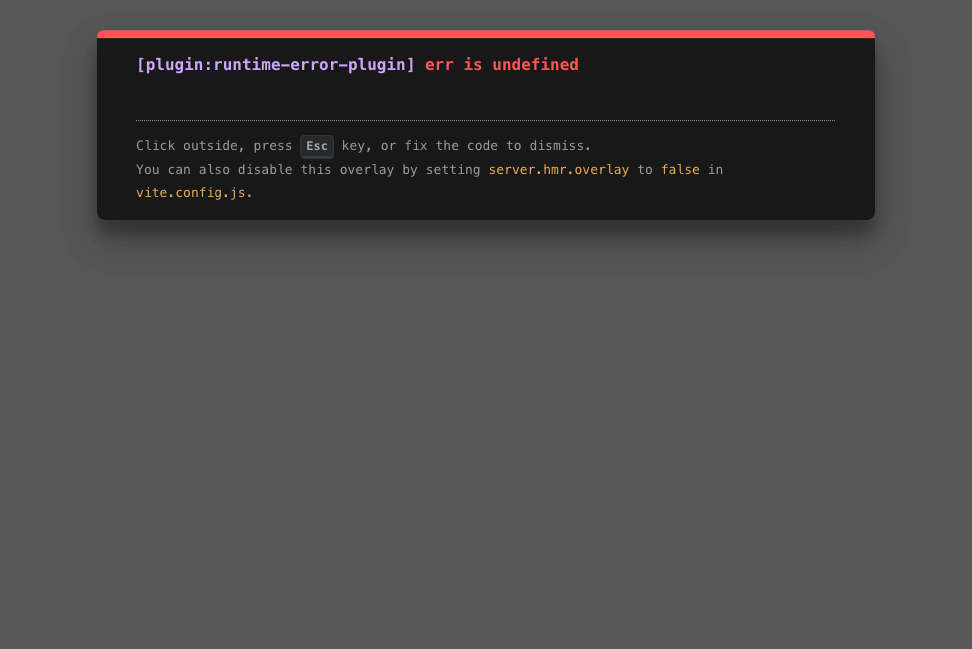 [plugin:runtime-error-plugin] err is undefined
Click outside, press Esc key, or fix the code to dismiss.
You can also disable this overlay by setting server.hmr.overlay to false in
vite.config.js.